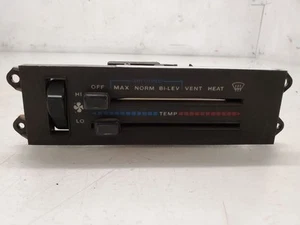 OFF MAX NORM BI-LEV VENT HEAT
HI
TEMP
LO